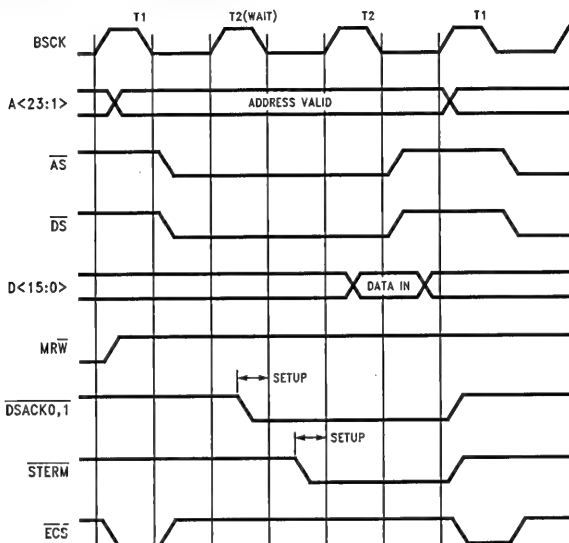 T1 T2(WAIT) T2 T1
BSCK
A<23:1> ADDRESS VALID
AS
DS
D<15:0> DATA IN
MRW
SETUP
DSACK0,1
SETUP
STERM
ECS